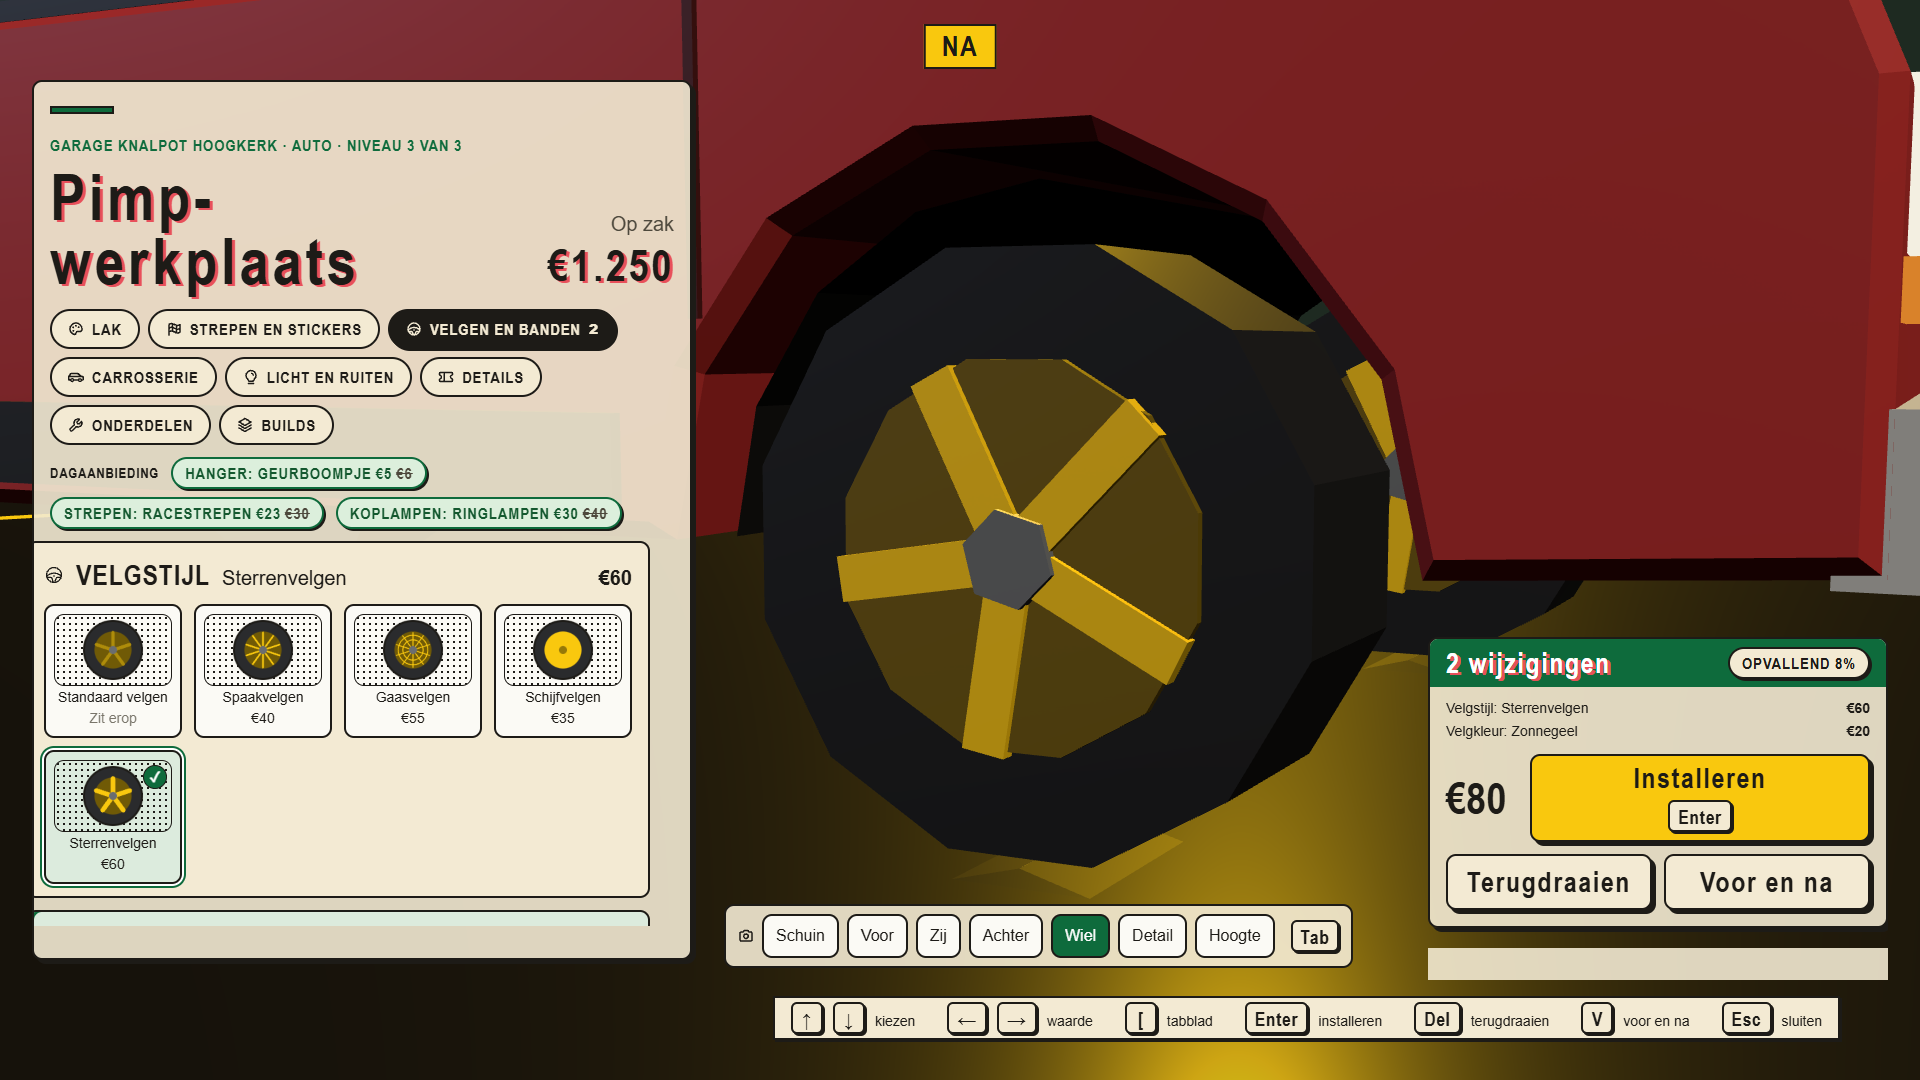 NA
GARAGE KNALPOT HOOGKERK · AUTO · NIVEAU 3 VAN 3
Pimp-
werkplaats
Op zak
€1.250
LAK
STREPEN EN STICKERS
VELGEN EN BANDEN 2
CARROSSERIE
LICHT EN RUITEN
DETAILS
ONDERDELEN
BUILDS
DAGAANBIEDING
HANGER: GEURBOOMPJE €5 €6
STREPEN: RACESTREPEN €23 €30
KOPLAMPEN: RINGLAMPEN €30 €40
VELGSTIJL Sterrenvelgen €60
Standaard velgen
Zit erop
Spaakvelgen
€40
Gaasvelgen
€55
Schijfvelgen
€35
Sterrenvelgen
€60
2 wijzigingen
OPVALLEND 8%
Velgstijl: Sterrenvelgen €60
Velgkleur: Zonnegeel €20
€80
Installeren
Enter
Terugdraaien
Voor en na
Schuin Voor Zij Achter Wiel Detail Hoogte Tab
↑ ↓ kiezen ← → waarde [ tabblad Enter installeren Del terugdraaien V voor en na Esc sluiten